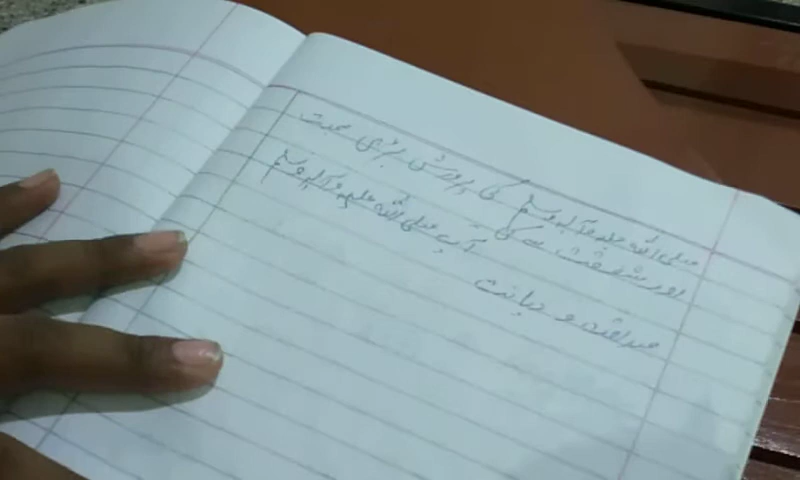 صلی اللہ علیہ وآلہ وسلم کی پرورش بڑی محبت
اور شفقت سے کی آپ صلی اللہ علیہ وآلہ وسلم
صداقت و دیانت